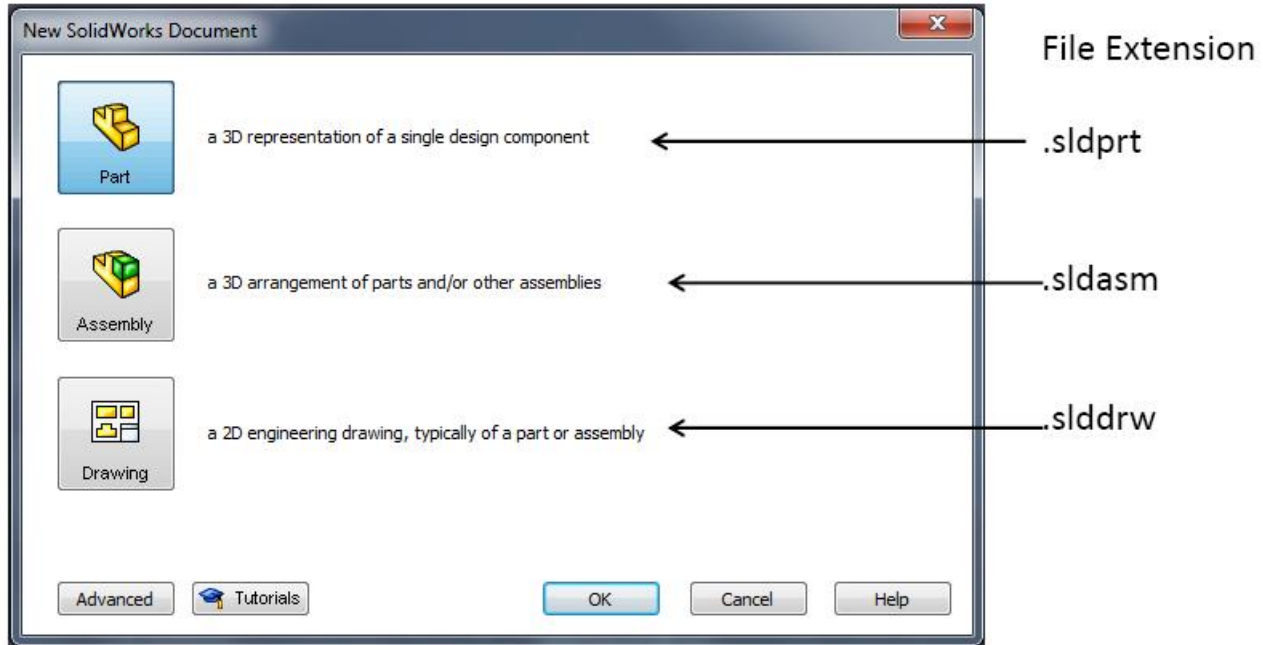 New SolidWorks Document
File Extension
a 3D representation of a single design component
.sldprt
Part
a 3D arrangement of parts and/or other assemblies
.sldasm
Assembly
a 2D engineering drawing, typically of a part or assembly
.slddrw
Drawing
Advanced
Tutorials
OK
Cancel
Help